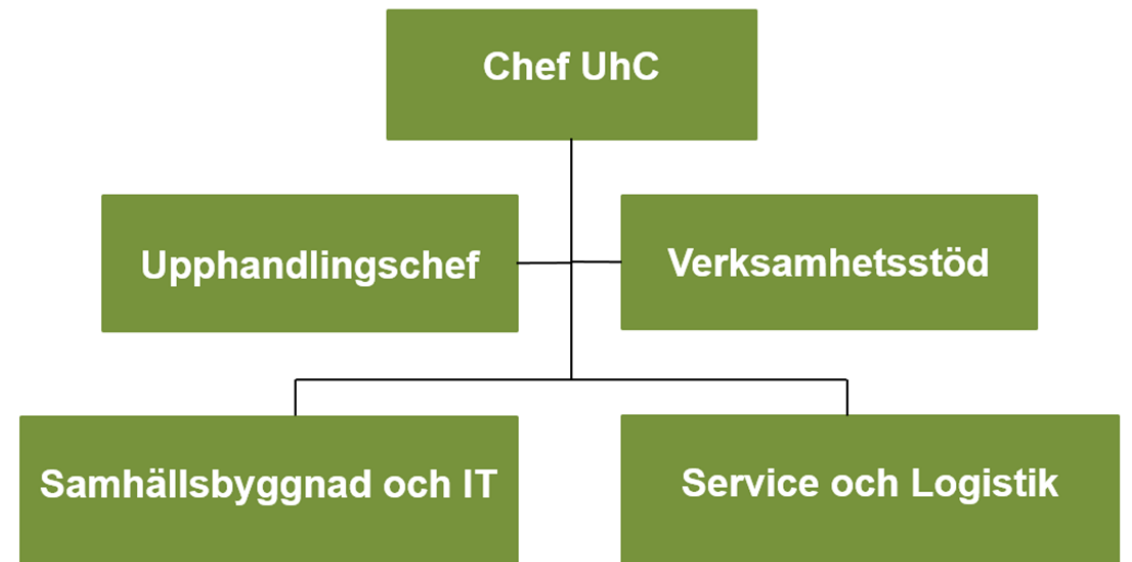 Chef UhC
Upphandlingschef
Verksamhetsstöd
Samhällsbyggnad och IT
Service och Logistik